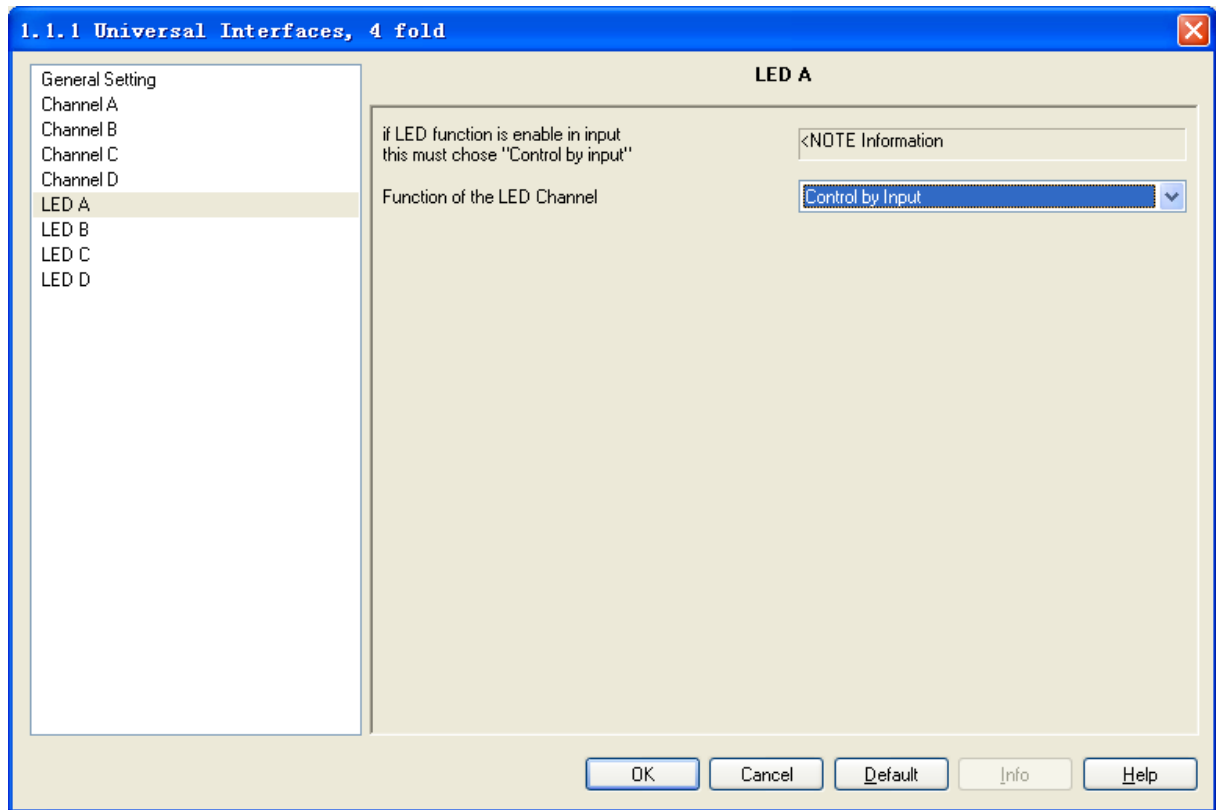 1.1.1 Universal Interfaces, 4 fold
General Setting
Channel A
Channel B
Channel C
Channel D
LED A
LED B
LED C
LED D
LED A
if LED function is enable in input
this must chose "Control by input"
<NOTE Information
Function of the LED Channel
Control by Input
OK
Cancel
Default
Info
Help